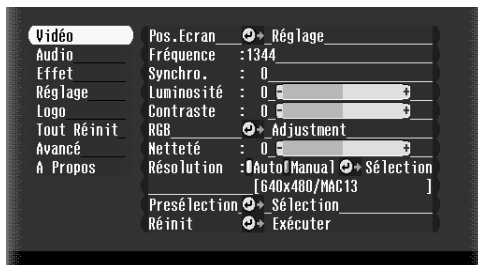 Vidéo
Audio
Effet
Réglage
Logo
Tout Réinit
Avancé
A Propos
Pos.Ecran Réglage
Fréquence :1344
Synchro. : 0
Luminosité : 0 - +
Contraste : 0 - +
RGB Adjustment
Netteté : 0 - +
Résolution : Auto Manual Sélection
[640x480/MAC13 ]
Presélection Sélection
Réinit Exécuter